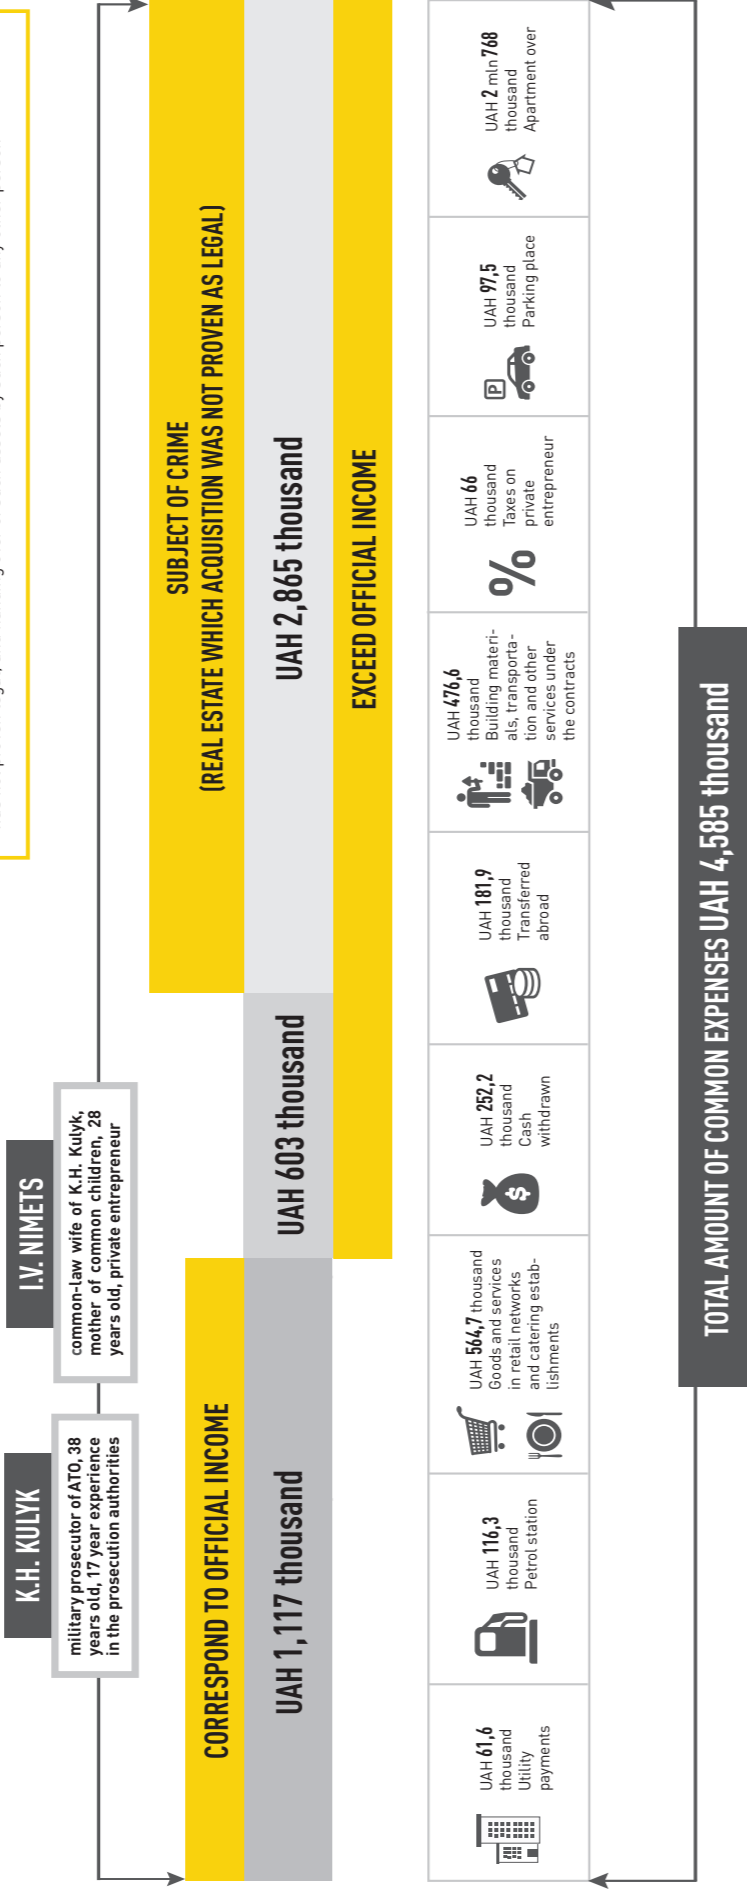 K.H. KULYK
military prosecutor of ATO, 38
years old, 17 year experience
in the prosecution authorities
I.V. NIMETS
common-law wife of K.H. Kulyk,
mother of common children, 28
years old, private entrepreneur
SUBJECT OF CRIME
(REAL ESTATE WHICH ACQUISITION WAS NOT PROVEN AS LEGAL)
CORRESPOND TO OFFICIAL INCOME
UAH 1,117 thousand
UAH 603 thousand
UAH 2,865 thousand
EXCEED OFFICIAL INCOME
UAH 61,6
thousand
Utility
payments
UAH 116,3
thousand
Petrol station
UAH 564,7 thousand
Goods and services
in retail networks
and catering estab-
lishments
UAH 252,2
thousand
Cash
withdrawn
UAH 181,9
thousand
Transferred
abroad
UAH 476,6
thousand
Building materi-
als, transporta-
tion and other
services under
the contracts
%
UAH 66
thousand
Taxes on
private
entrepreneur
P
UAH 97,5
thousand
Parking place
UAH 2 mln 768
thousand
Apartment over
TOTAL AMOUNT OF COMMON EXPENSES UAH 4,585 thousand